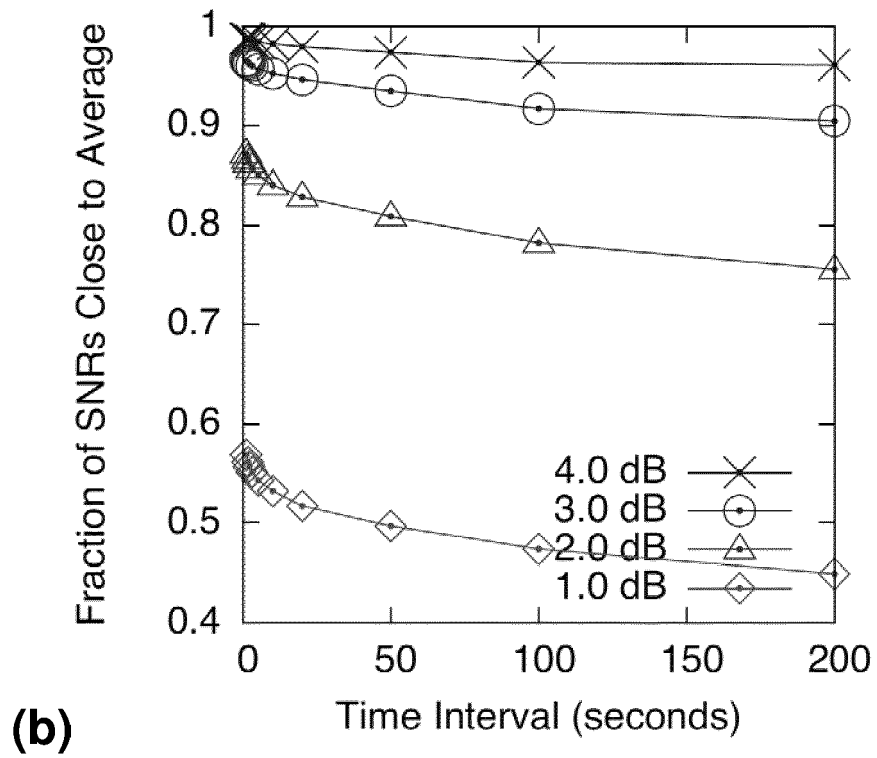 Fraction of SNRs Close to Average
1
0.9
0.8
0.7
0.6
0.5
0.4
4.0 dB
3.0 dB
2.0 dB
1.0 dB
0 50 100 150 200
Time Interval (seconds)
(b)